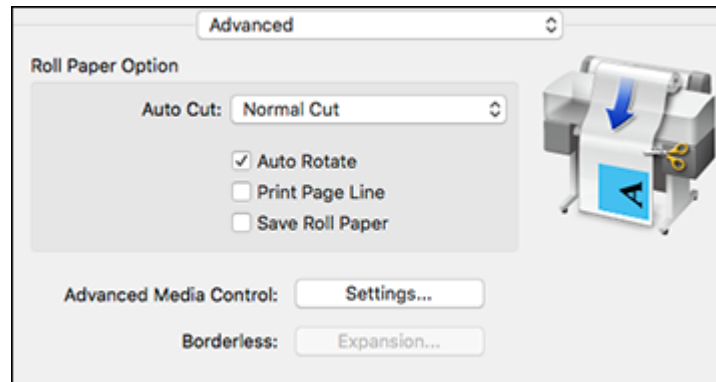 Advanced
Roll Paper Option
Auto Cut: Normal Cut
Auto Rotate
Print Page Line
Save Roll Paper
A
Advanced Media Control: Settings...
Borderless: Expansion...